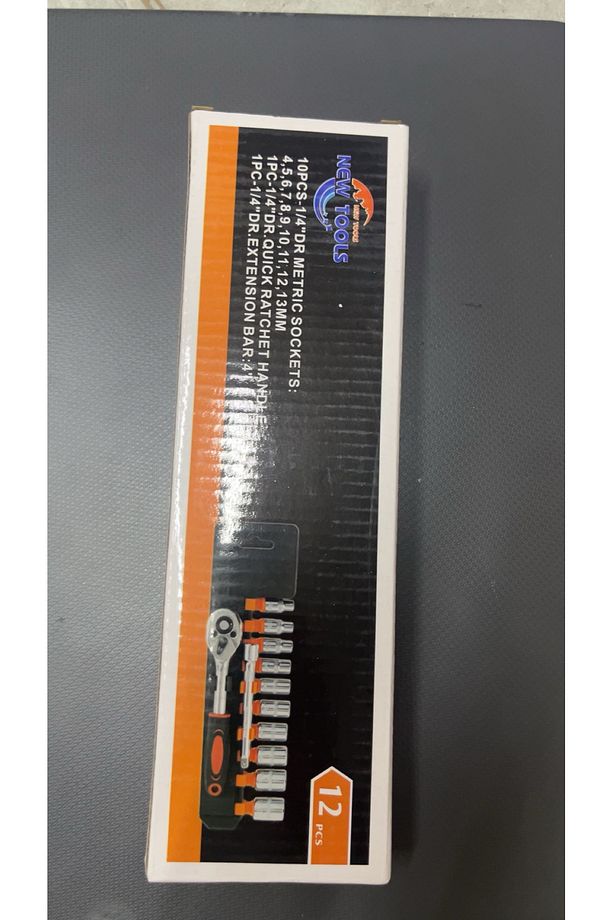 NEW TOOLS
NEW TOOLS
10PCS-1/4"DR METRIC SOCKETS:
4,5,6,7,8,9,10,11,12,13MM
1PC-1/4"DR.QUICK RATCHET HANDLE
1PC-1/4"DR.EXTENSION BAR:4"
12 PCS